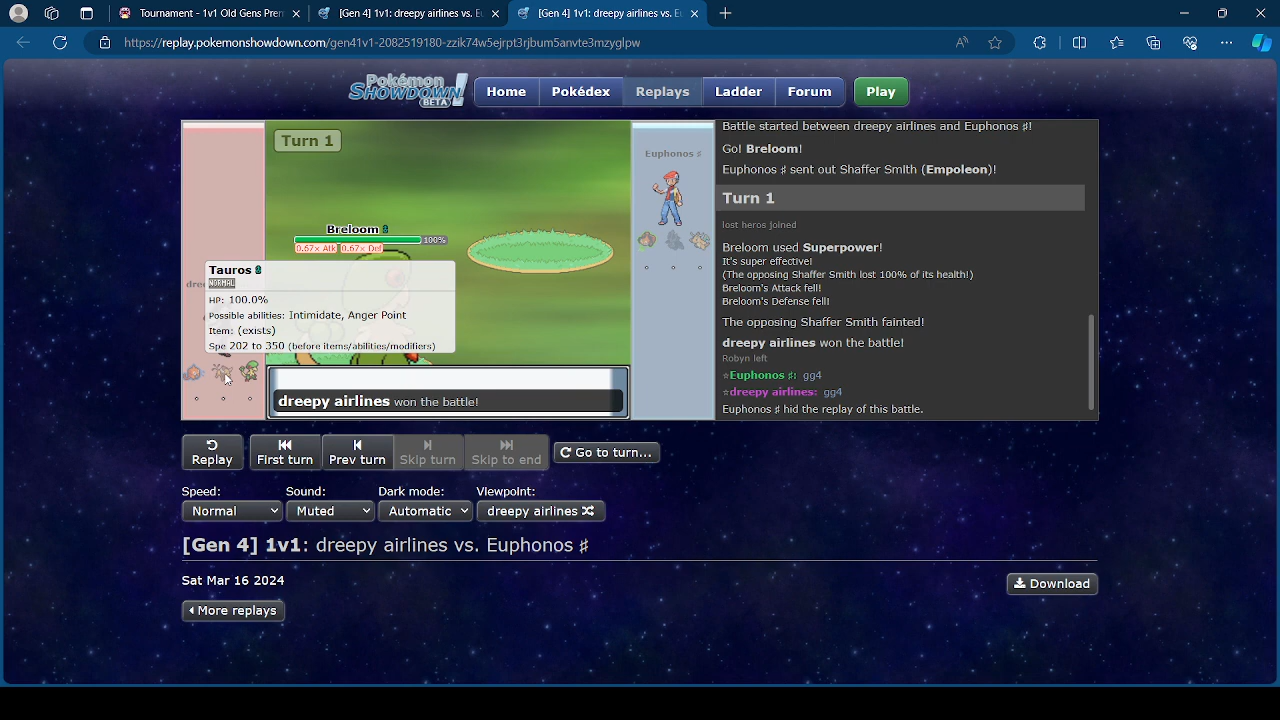 Tournament - 1v1 Old Gens Prem
[Gen 4] 1v1: dreepy airlines vs. Eu
[Gen 4] 1v1: dreepy airlines vs. Eu
https://replay.pokemonshowdown.com/gen41v1-2082519180-zzik74w5ejrpt3rjbum5anvte3mzyglpw
Pokémon
SHOWDOWN!
BETA
Home
Pokédex
Replays
Ladder
Forum
Play
Turn 1
Breloom
100%
0.67× Atk 0.67× Def
Tauros
NORMAL
HP: 100.0%
Possible abilities: Intimidate, Anger Point
Item: (exists)
Spe 202 to 350 (before items/abilities/modifiers)
dree
dreepy airlines won the battle!
Euphonos ♯
Battle started between dreepy airlines and Euphonos ♯!
Go! Breloom!
Euphonos ♯ sent out Shaffer Smith (Empoleon)!
Turn 1
lost heros joined
Breloom used Superpower!
It's super effective!
(The opposing Shaffer Smith lost 100% of its health!)
Breloom's Attack fell!
Breloom's Defense fell!
The opposing Shaffer Smith fainted!
dreepy airlines won the battle!
Robyn left
☆Euphonos ♯: gg4
☆dreepy airlines: gg4
Euphonos ♯ hid the replay of this battle.
Replay
First turn
Prev turn
Skip turn
Skip to end
Go to turn...
Speed:
Sound:
Dark mode:
Viewpoint:
Normal
Muted
Automatic
dreepy airlines
[Gen 4] 1v1: dreepy airlines vs. Euphonos ♯
Sat Mar 16 2024
Download
More replays